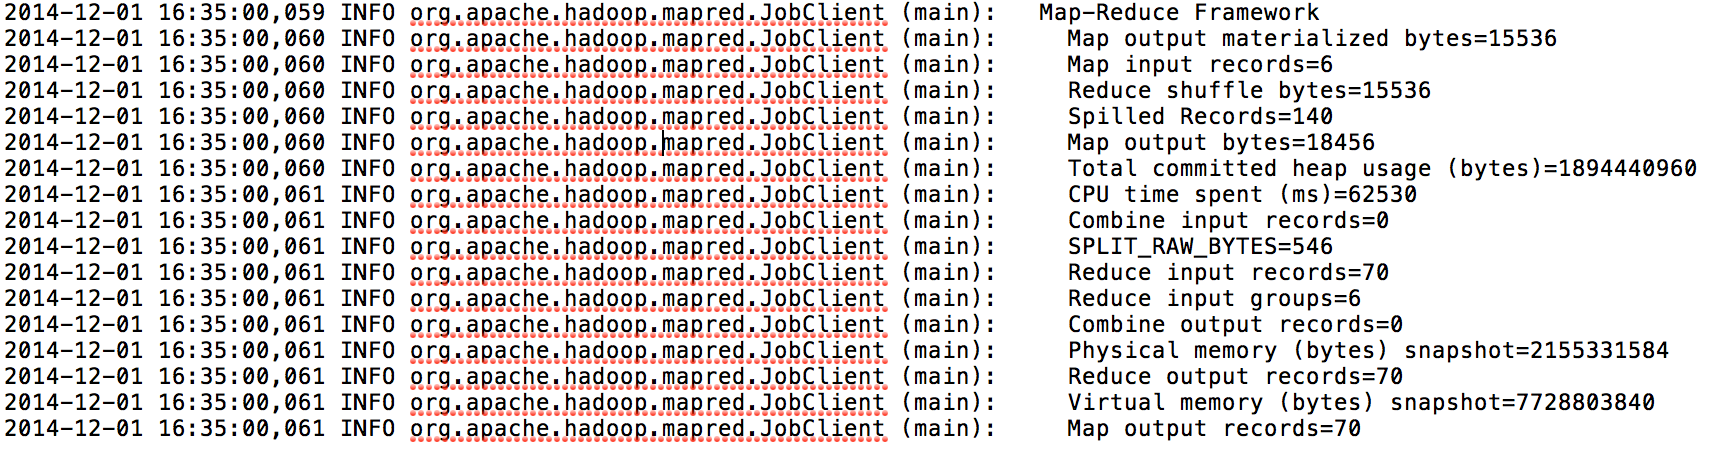 2014-12-01 16:35:00,059 INFO org.apache.hadoop.mapred.JobClient (main):   Map-Reduce Framework
2014-12-01 16:35:00,060 INFO org.apache.hadoop.mapred.JobClient (main):     Map output materialized bytes=15536
2014-12-01 16:35:00,060 INFO org.apache.hadoop.mapred.JobClient (main):     Map input records=6
2014-12-01 16:35:00,060 INFO org.apache.hadoop.mapred.JobClient (main):     Reduce shuffle bytes=15536
2014-12-01 16:35:00,060 INFO org.apache.hadoop.mapred.JobClient (main):     Spilled Records=140
2014-12-01 16:35:00,060 INFO org.apache.hadoop.mapred.JobClient (main):     Map output bytes=18456
2014-12-01 16:35:00,060 INFO org.apache.hadoop.mapred.JobClient (main):     Total committed heap usage (bytes)=1894440960
2014-12-01 16:35:00,061 INFO org.apache.hadoop.mapred.JobClient (main):     CPU time spent (ms)=62530
2014-12-01 16:35:00,061 INFO org.apache.hadoop.mapred.JobClient (main):     Combine input records=0
2014-12-01 16:35:00,061 INFO org.apache.hadoop.mapred.JobClient (main):     SPLIT_RAW_BYTES=546
2014-12-01 16:35:00,061 INFO org.apache.hadoop.mapred.JobClient (main):     Reduce input records=70
2014-12-01 16:35:00,061 INFO org.apache.hadoop.mapred.JobClient (main):     Reduce input groups=6
2014-12-01 16:35:00,061 INFO org.apache.hadoop.mapred.JobClient (main):     Combine output records=0
2014-12-01 16:35:00,061 INFO org.apache.hadoop.mapred.JobClient (main):     Physical memory (bytes) snapshot=2155331584
2014-12-01 16:35:00,061 INFO org.apache.hadoop.mapred.JobClient (main):     Reduce output records=70
2014-12-01 16:35:00,061 INFO org.apache.hadoop.mapred.JobClient (main):     Virtual memory (bytes) snapshot=7728803840
2014-12-01 16:35:00,061 INFO org.apache.hadoop.mapred.JobClient (main):     Map output records=70